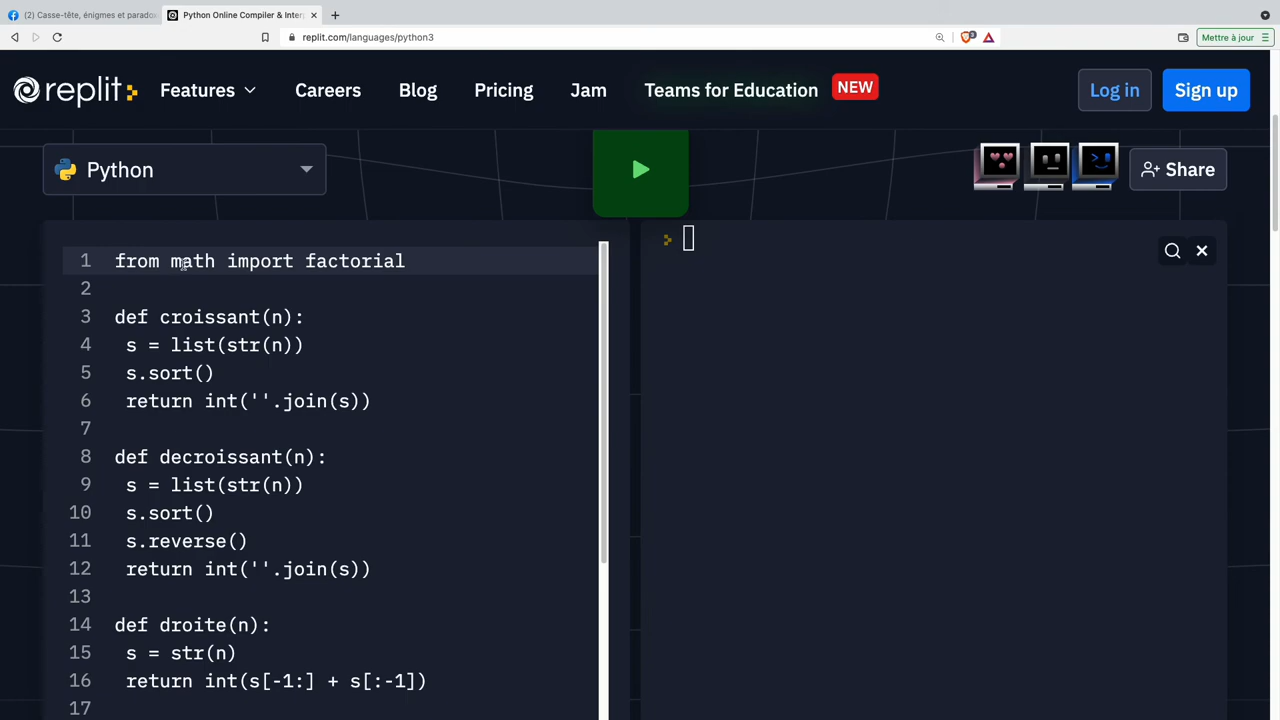 (2) Casse-tête, énigmes et parado
Python Online Compiler & Inter
replit.com/languages/python3
3
Mettre à jour
replit
Features
Careers
Blog
Pricing
Jam
Teams for Education
NEW
Log in
Sign up
Python
Share
1 from math import factorial
2
3 def croissant(n):
4 s = list(str(n))
5 s.sort()
6 return int(''.join(s))
7
8 def decroissant(n):
9 s = list(str(n))
10 s.sort()
11 s.reverse()
12 return int(''.join(s))
13
14 def droite(n):
15 s = str(n)
16 return int(s[-1:] + s[:-1])
17